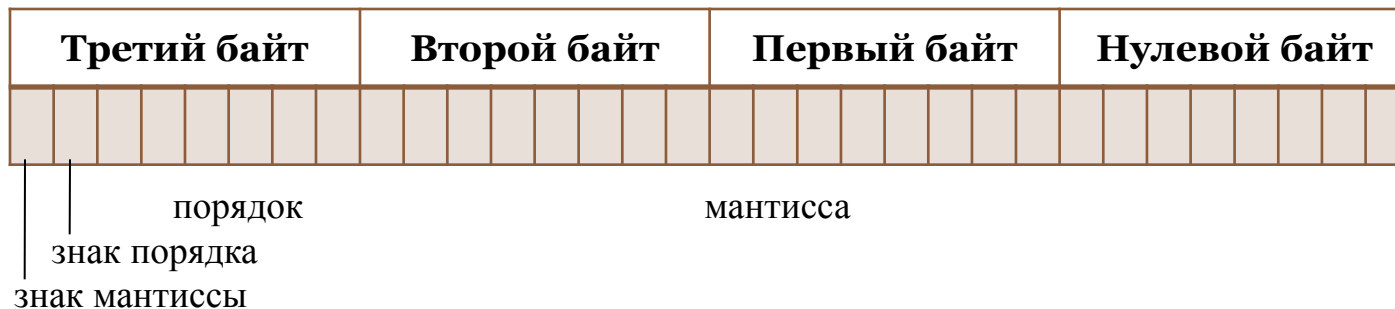 Третий байт Второй байт Первый байт Нулевой байт
порядок мантисса
знак порядка
знак мантиссы